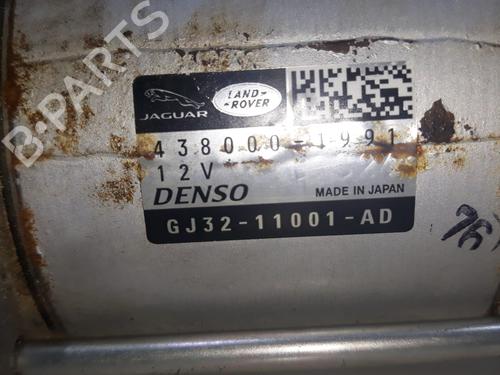 JAGUAR
LAND-
ROVER
438000-1991
12V
DENSO
MADE IN JAPAN
GJ32-11001-AD
B-PARTS